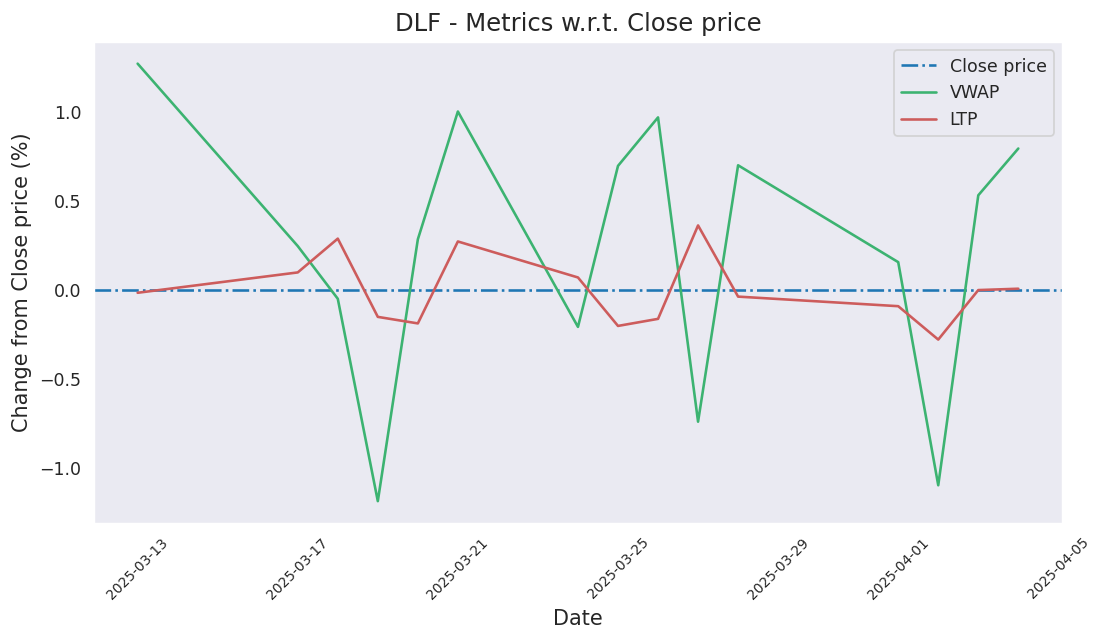 DLF - Metrics w.r.t. Close price
Close price
VWAP
LTP
Change from Close price (%)
1.0
0.5
0.0
−0.5
−1.0
2025-03-13
2025-03-17
2025-03-21
2025-03-25
2025-03-29
2025-04-01
2025-04-05
Date